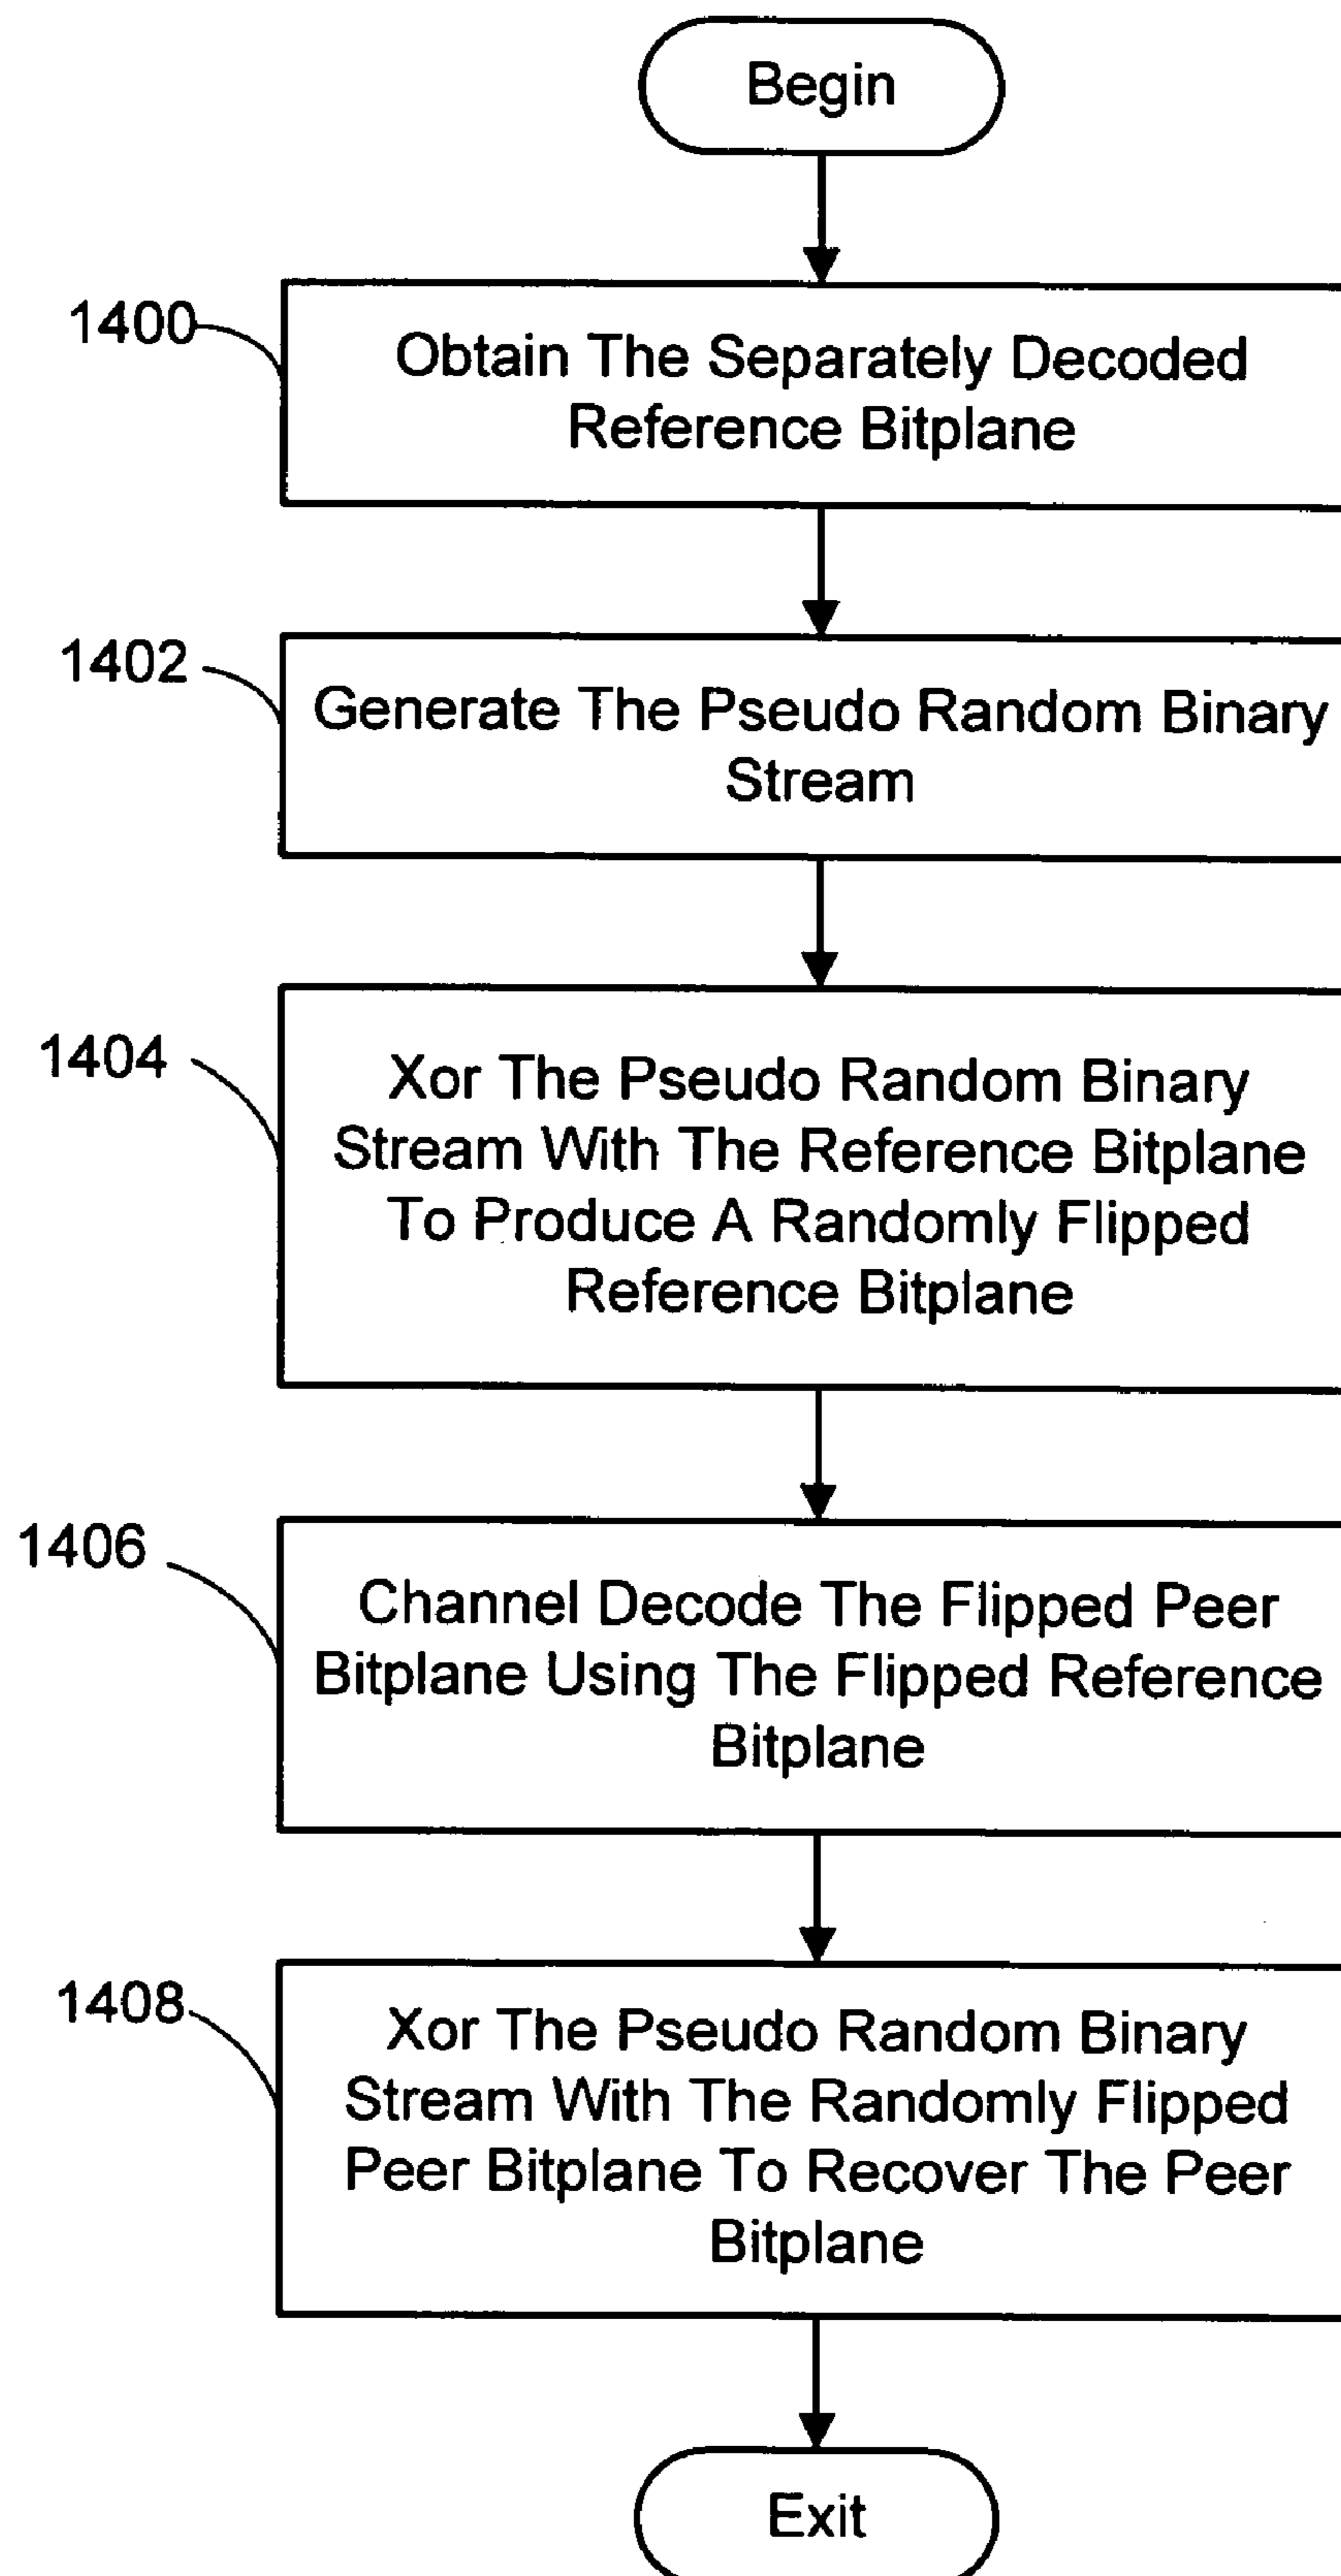 Begin
1400
Obtain The Separately Decoded
Reference Bitplane
1402
Generate The Pseudo Random Binary
Stream
1404
Xor The Pseudo Random Binary
Stream With The Reference Bitplane
To Produce A Randomly Flipped
Reference Bitplane
1406
Channel Decode The Flipped Peer
Bitplane Using The Flipped Reference
Bitplane
1408
Xor The Pseudo Random Binary
Stream With The Randomly Flipped
Peer Bitplane To Recover The Peer
Bitplane
Exit